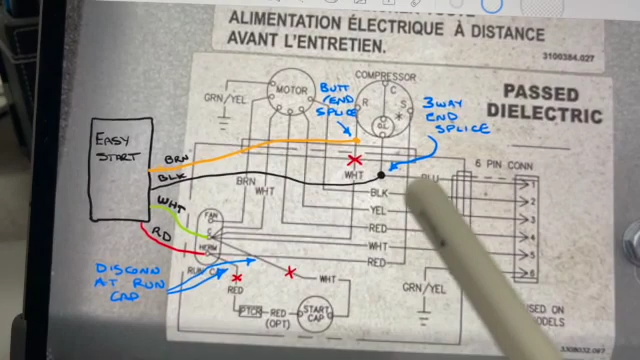 ALIMENTATION ÉLECTRIQUE À DISTANCE
AVANT L'ENTRETIEN.
3100384.027
COMPRESSOR
MOTOR
PASSED
DIELECTRIC
GRN/YEL
BUTT
/END
SPLICE
R
C
S
OL
3WAY
END
SPLICE
EASY
START
BRN
BLK
WHT
RD
BRN
WHT
WHT
BLU
BLK
YEL
RED
WHT
RED
6 PIN CONN
1
2
3
4
5
6
FAN
C
HERM
RUN C
DISCONN
AT RUN
CAP
RED
WHT
PTCR
RED
(OPT)
START
CAP
GRN/YEL
USED ON
MODELS